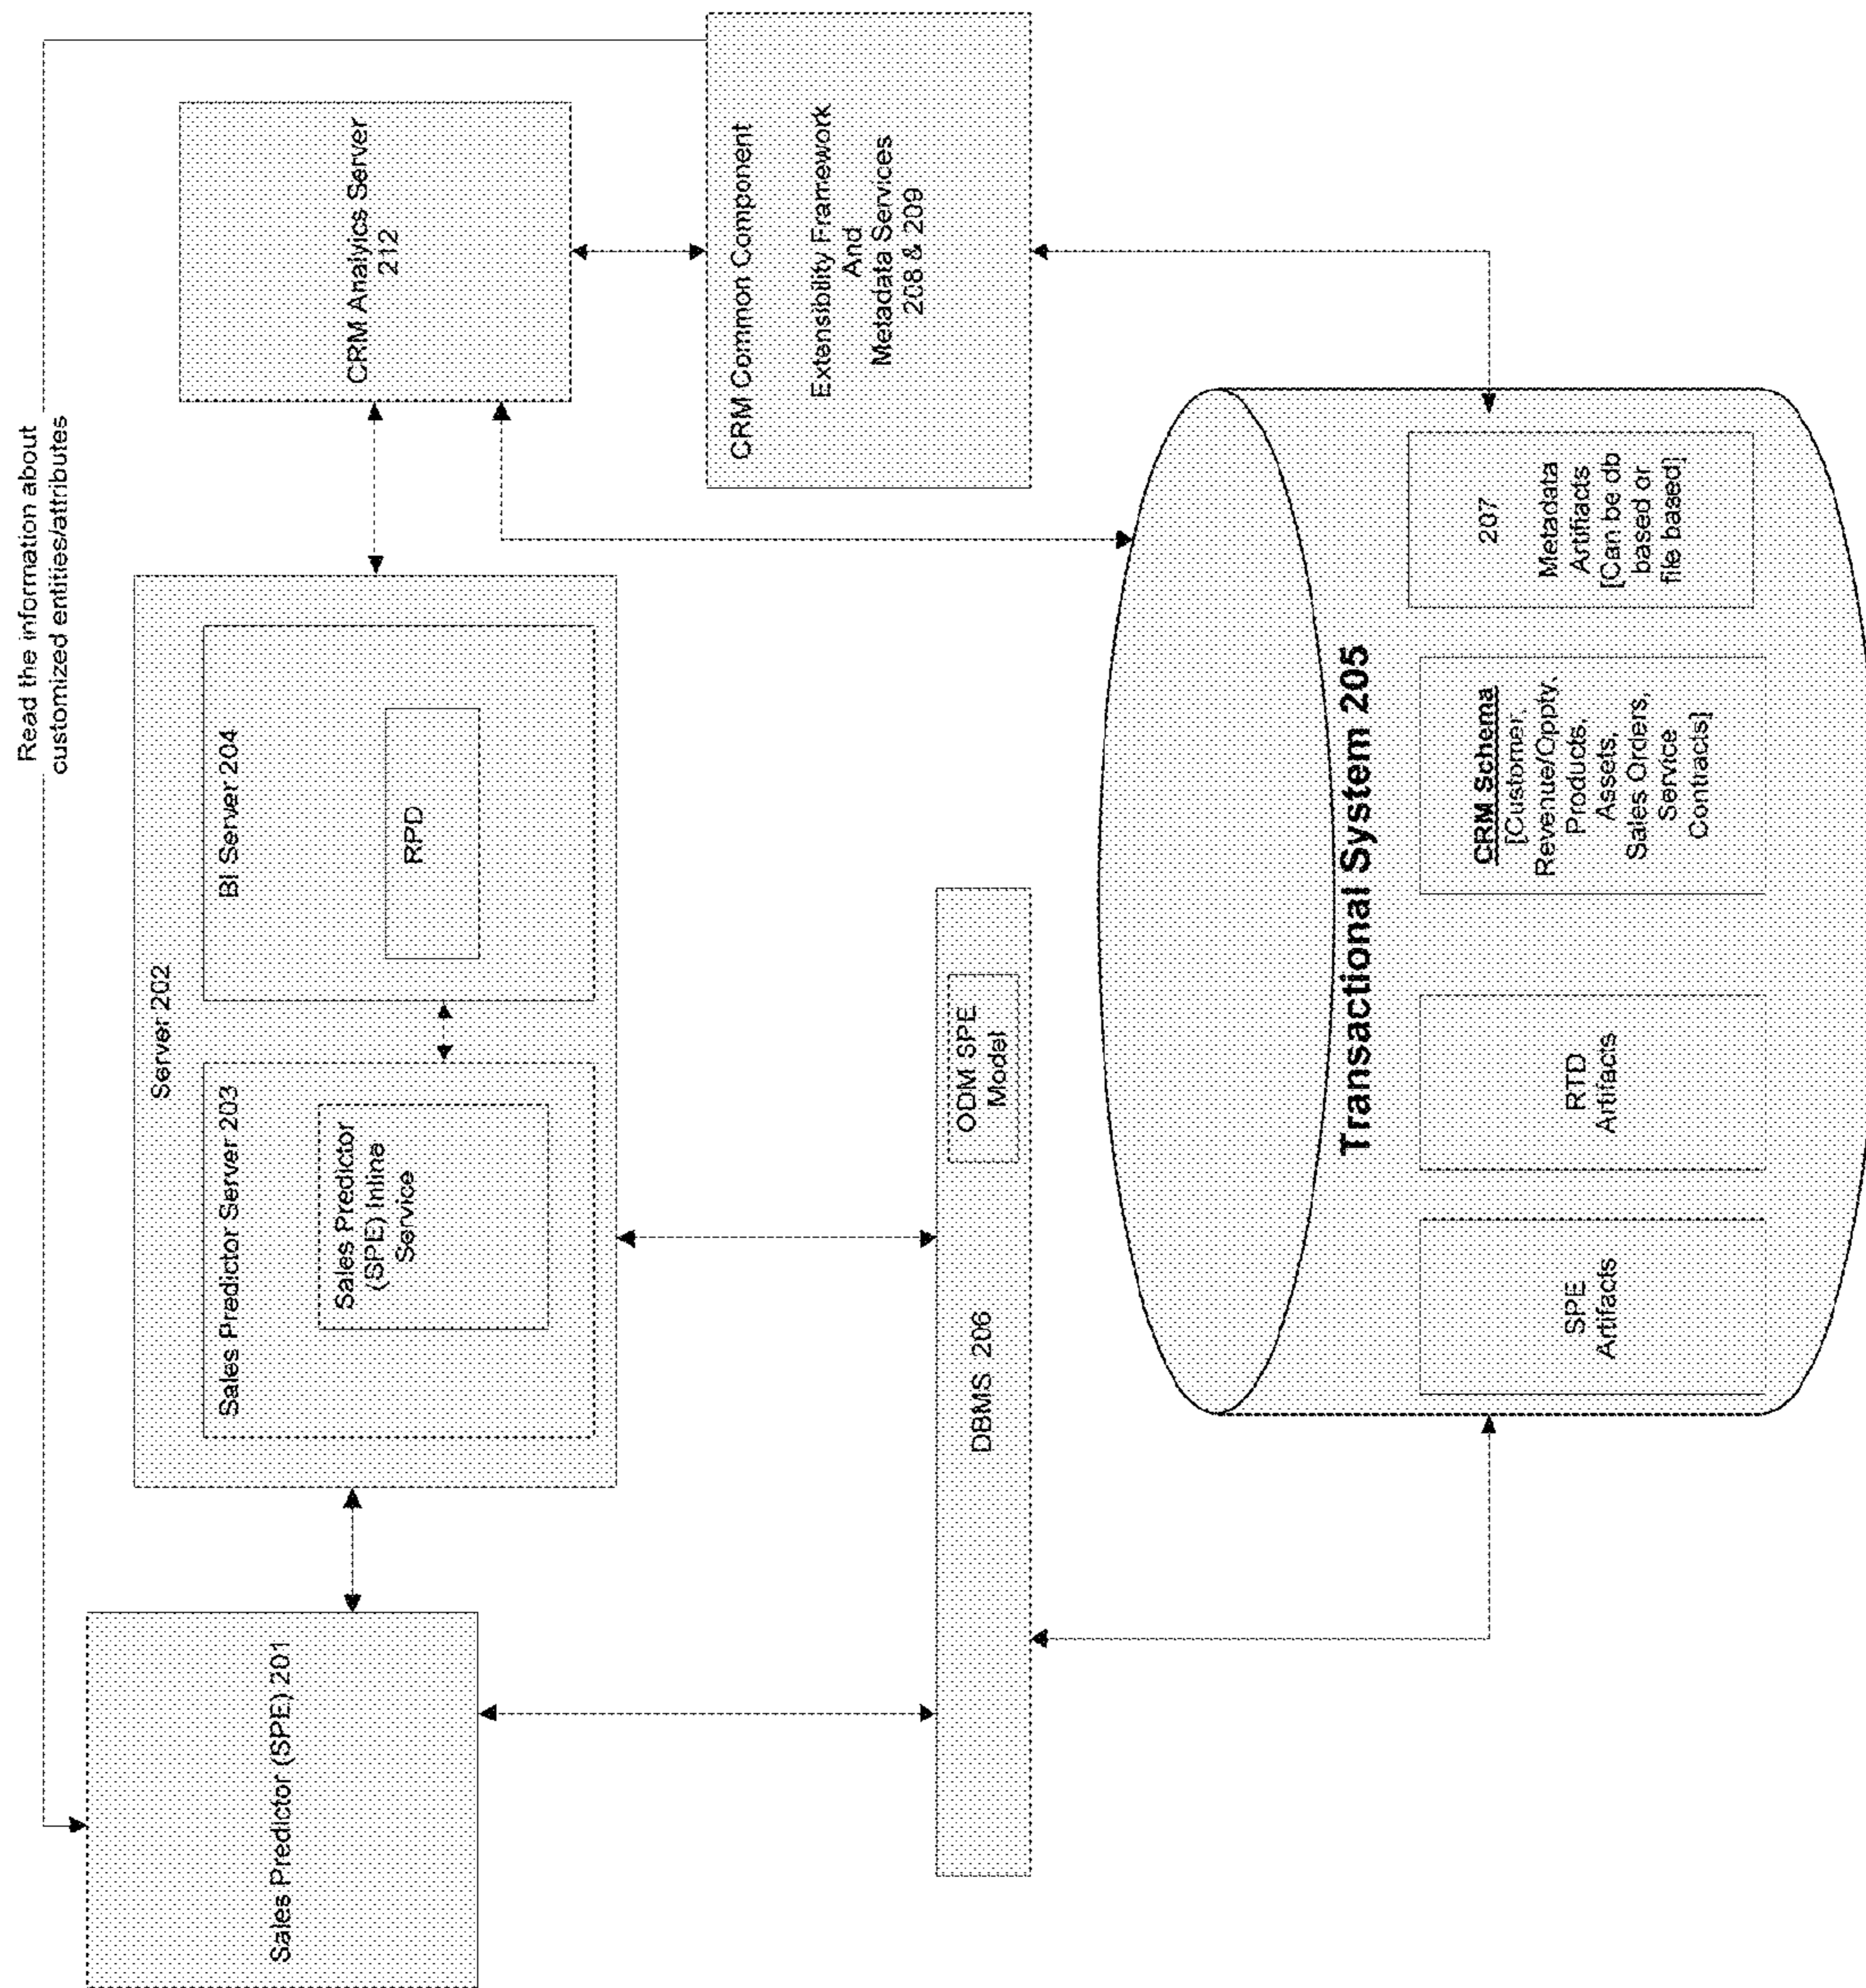 Read the information about
customized entities/attributes
Sales Predictor (SPE) 201
Server 202
Sales Predictor Server 203
Sales Predictor
(SPE) Inline
Service
BI Server 204
RPD
CRM Analyics Server
212
CRM Common Component
Extensibility Framework
And
Metadata Services
208 & 209
DBMS 206
ODM SPE
Model
Transactional System 205
SPE
Artifacts
RTD
Artifacts
CRM Schema
[Customer,
Revenue/Oppty,
Products,
Assets,
Sales Orders,
Service
Contracts]
207
Metadata
Artifiacts
[Can be db
based or
file based]